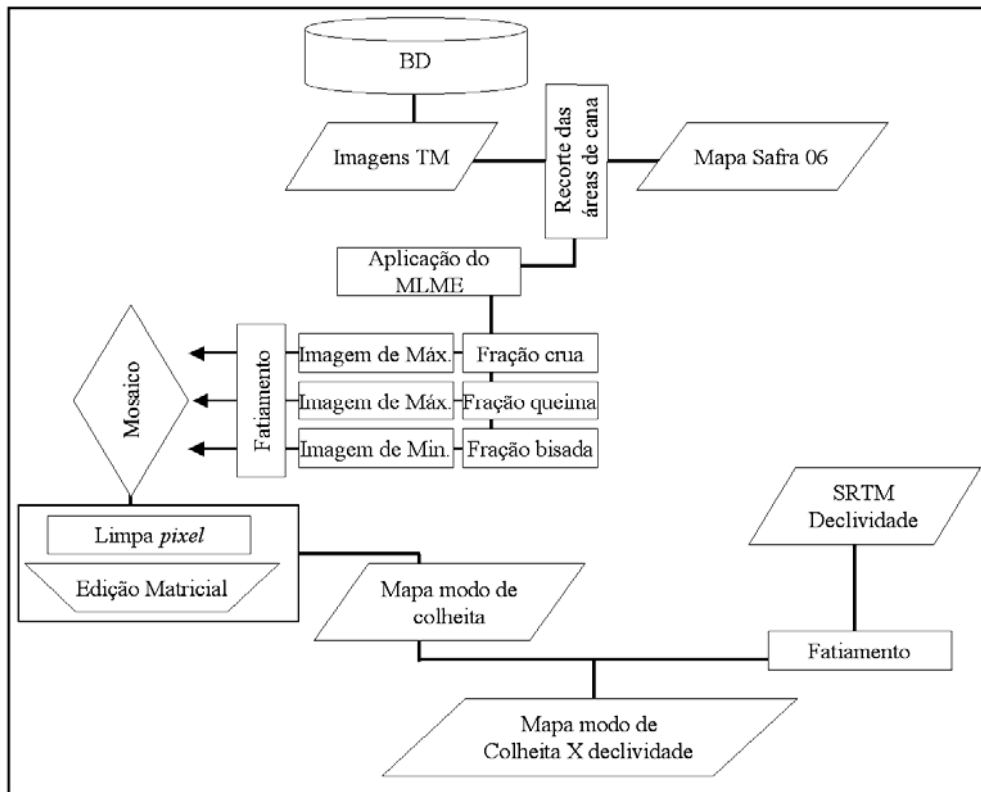 BD
Imagens TM
Recorte das
áreas de cana
Mapa Safra 06
Aplicação do
MLME
Mosaico
Fatiamento
Imagem de Máx.
Fração crua
Imagem de Máx.
Fração queima
Imagem de Min.
Fração bisada
SRTM
Declividade
Limpa pixel
Edição Matricial
Mapa modo de
colheita
Fatiamento
Mapa modo de
Colheita X declividade